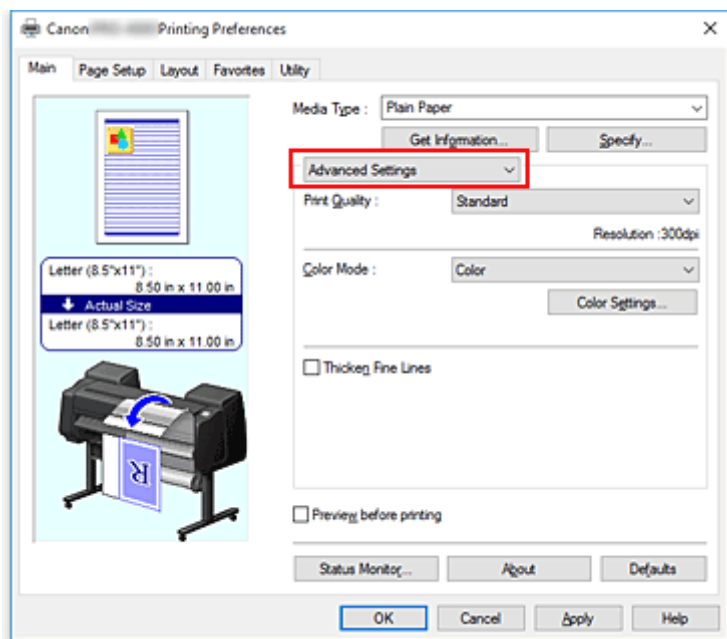 Canon Printing Preferences
Main Page Setup Layout Favorites Utility
Media Type : Plain Paper
Get Information... Specify...
Advanced Settings
Print Quality : Standard
Resolution :300dpi
Letter (8.5"x11") :
8.50 in x 11.00 in
Actual Size
Letter (8.5"x11") :
8.50 in x 11.00 in
Color Mode : Color
Color Settings...
Thicken Fine Lines
R
Preview before printing
Status Monitor... About Defaults
OK Cancel Apply Help